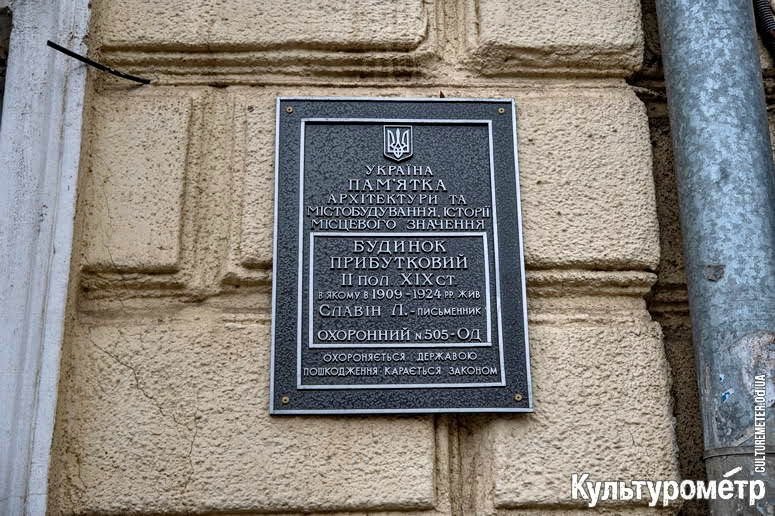 УКРАЇНА
ПАМ'ЯТКА
АРХІТЕКТУРИ ТА
МІСТОБУДУВАННЯ, ІСТОРІЇ
МІСЦЕВОГО ЗНАЧЕННЯ
БУДИНОК
ПРИБУТКОВИЙ
II ПОЛ. XIX СТ.
В ЯКОМУ В 1909-1924 РР. ЖИВ
СЛАВІН Л.-ПИСЬМЕННИК
ОХОРОННИЙ N 505-ОД
ОХОРОНЯЄТЬСЯ ДЕРЖАВОЮ.
ПОШКОДЖЕННЯ КАРАЄТЬСЯ ЗАКОНОМ
CULTUREMETER.OD.UA
Культурометр